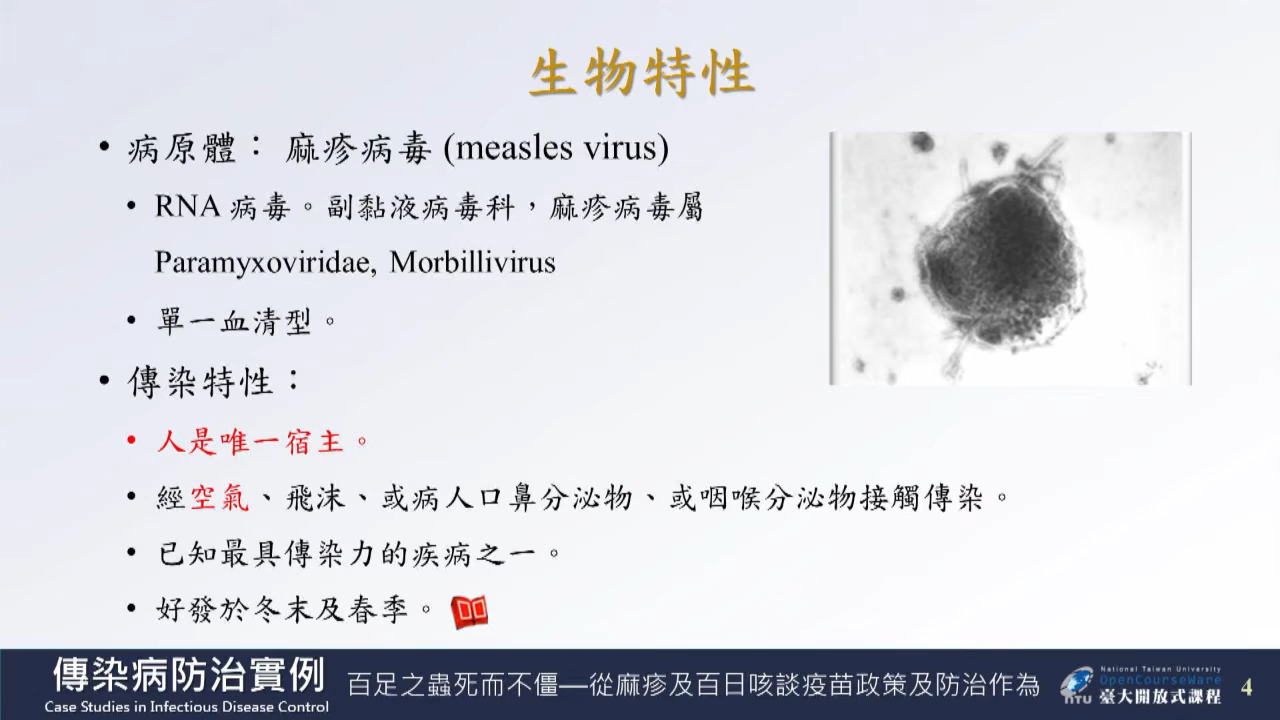 生物特性
• 病原體： 麻疹病毒 (measles virus)
• RNA 病毒。副黏液病毒科，麻疹病毒屬
Paramyxoviridae, Morbillivirus
• 單一血清型。
• 傳染特性：
• 人是唯一宿主。
• 經空氣、飛沫、或病人口鼻分泌物、或咽喉分泌物接觸傳染。
• 已知最具傳染力的疾病之一。
• 好發於冬末及春季。
傳染病防治實例
Case Studies in Infectious Disease Control
百足之蟲死而不僵—從麻疹及百日咳談疫苗政策及防治作為
National Taiwan University
OpenCourseWare
NTU 臺大開放式課程
4